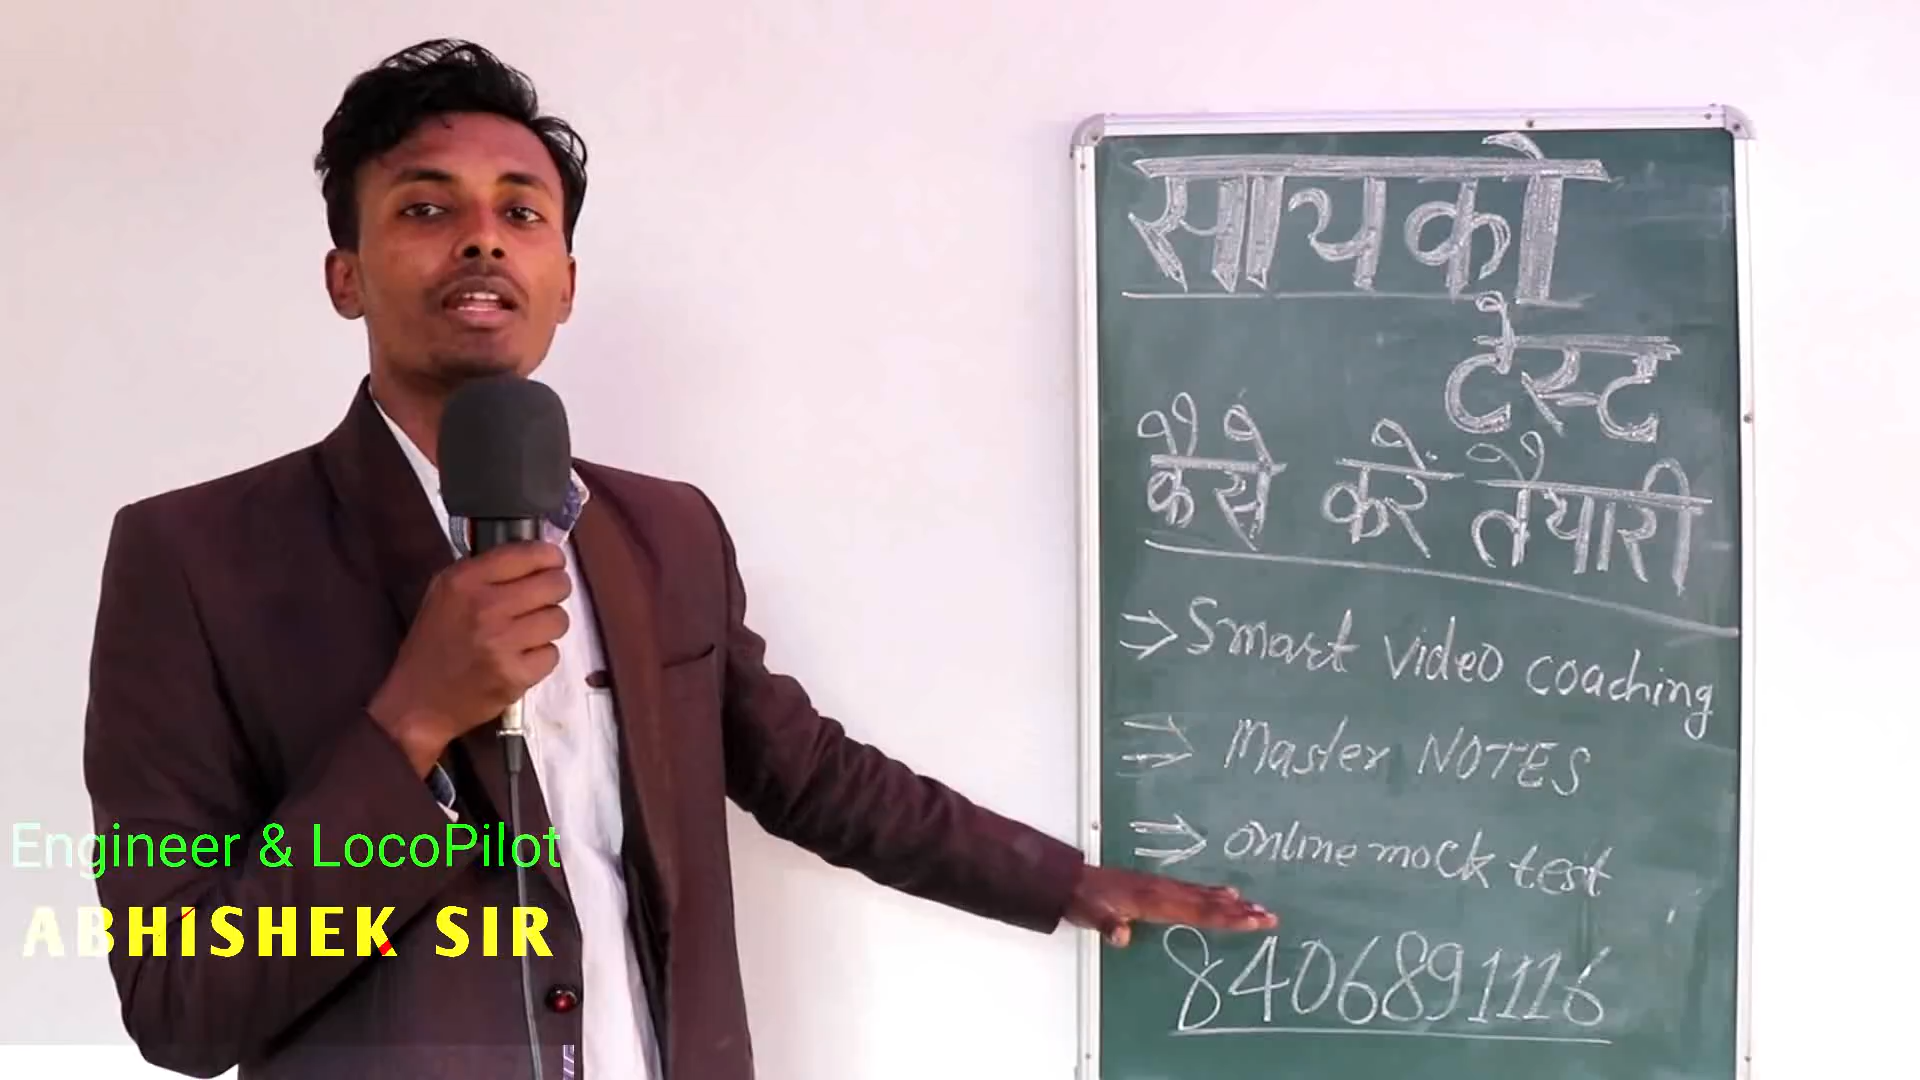 सायको
टेस्ट
कैसे करें तैयारी
⇒ Smart video coaching
⇒ Master NOTES
⇒ online mock test
8406891116
Engineer & LocoPilot
ABHISHEK SIR